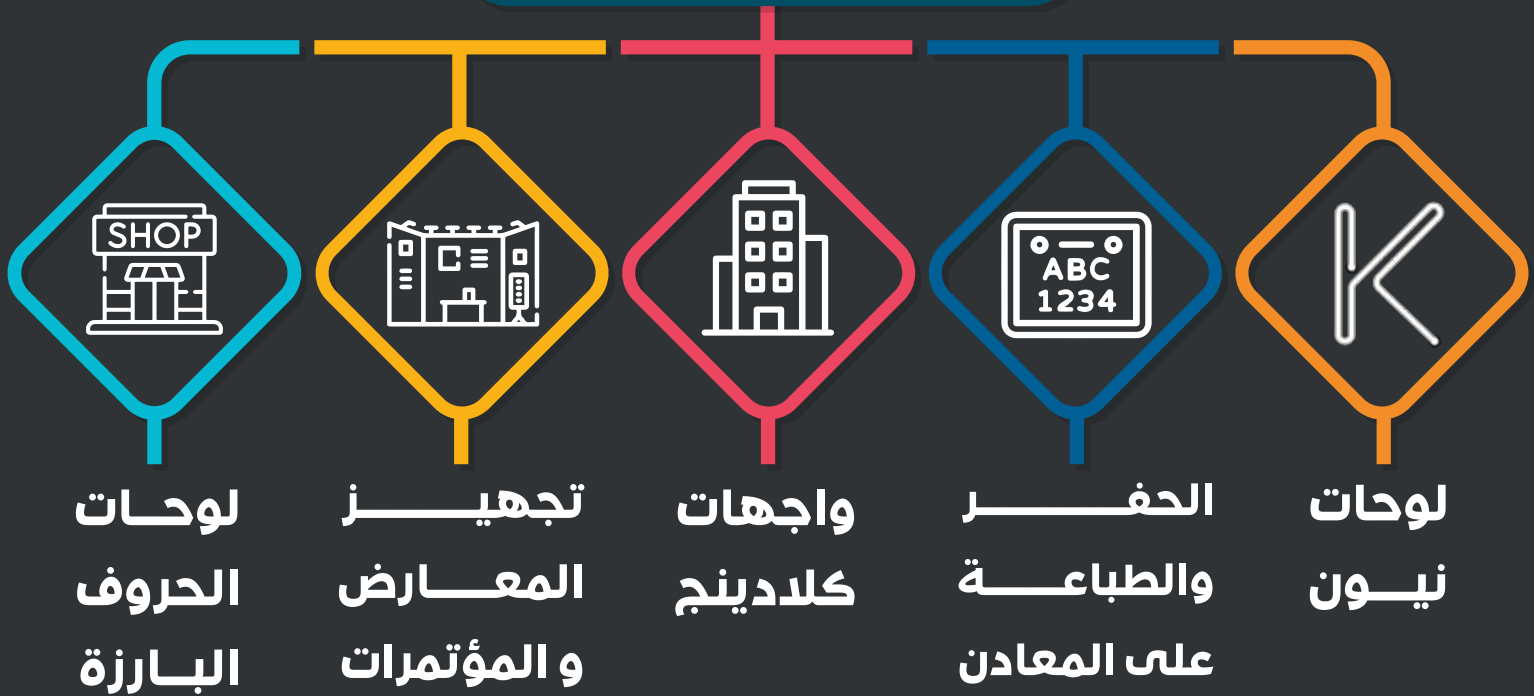 K
ABC
1234
SHOP
لوحات
نيون
الحفر
والطباعة
على المعادن
واجهات
كلادينج
تجهيز
المعارض
و المؤتمرات
لوحات
الحروف
البارزة